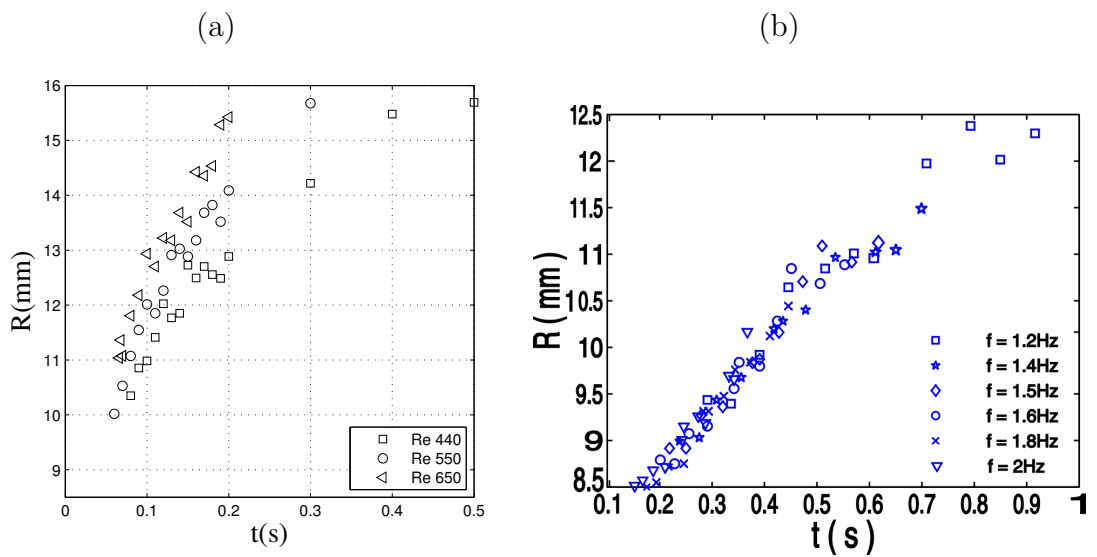 (a)
(b)
16
15
14
13
12
11
10
9
0
0.1
0.2
0.3
0.4
0.5
R(mm)
t(s)
Re 440
Re 550
Re 650
12.5
12
11.5
11
10.5
10
9.5
9
8.5
0.1
0.2
0.3
0.4
0.5
0.6
0.7
0.8
0.9
1
R ( mm )
t ( s )
f = 1.2Hz
f = 1.4Hz
f = 1.5Hz
f = 1.6Hz
f = 1.8Hz
f = 2Hz